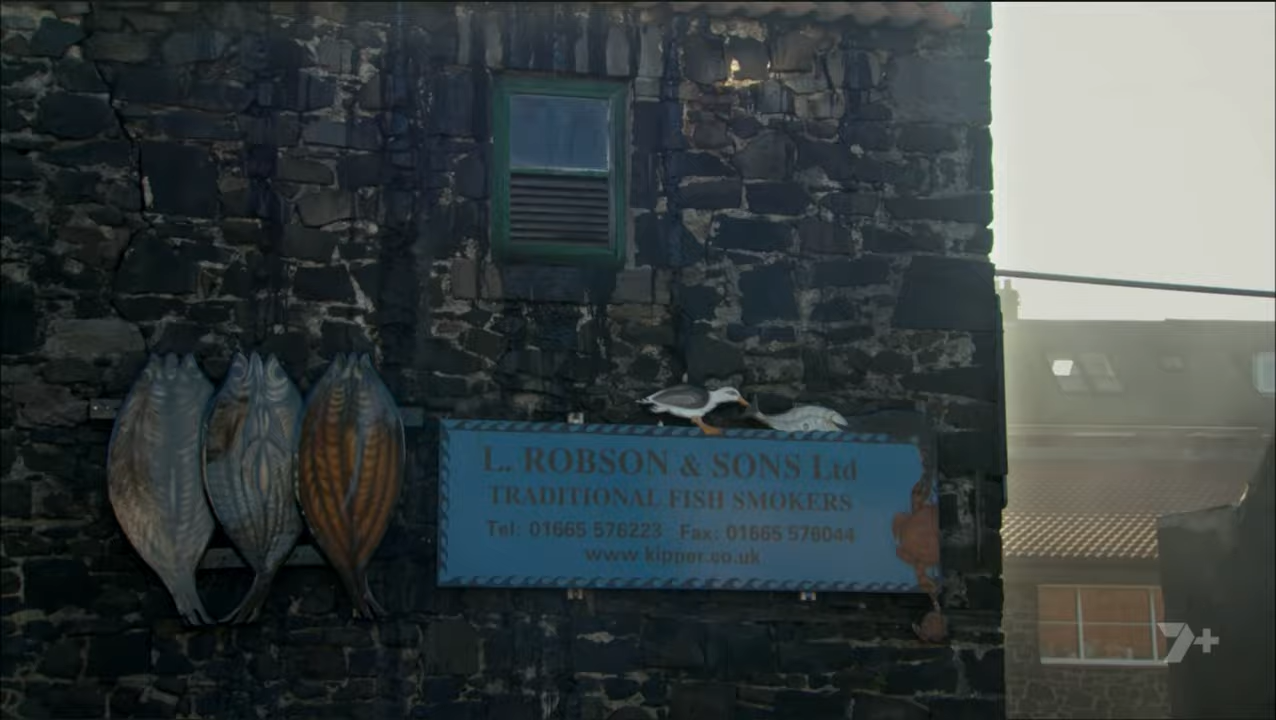 L. ROBSON & SONS Ltd
TRADITIONAL FISH SMOKERS
Tel: 01665 576223 Fax: 01665 576044
www.kipper.co.uk
7+